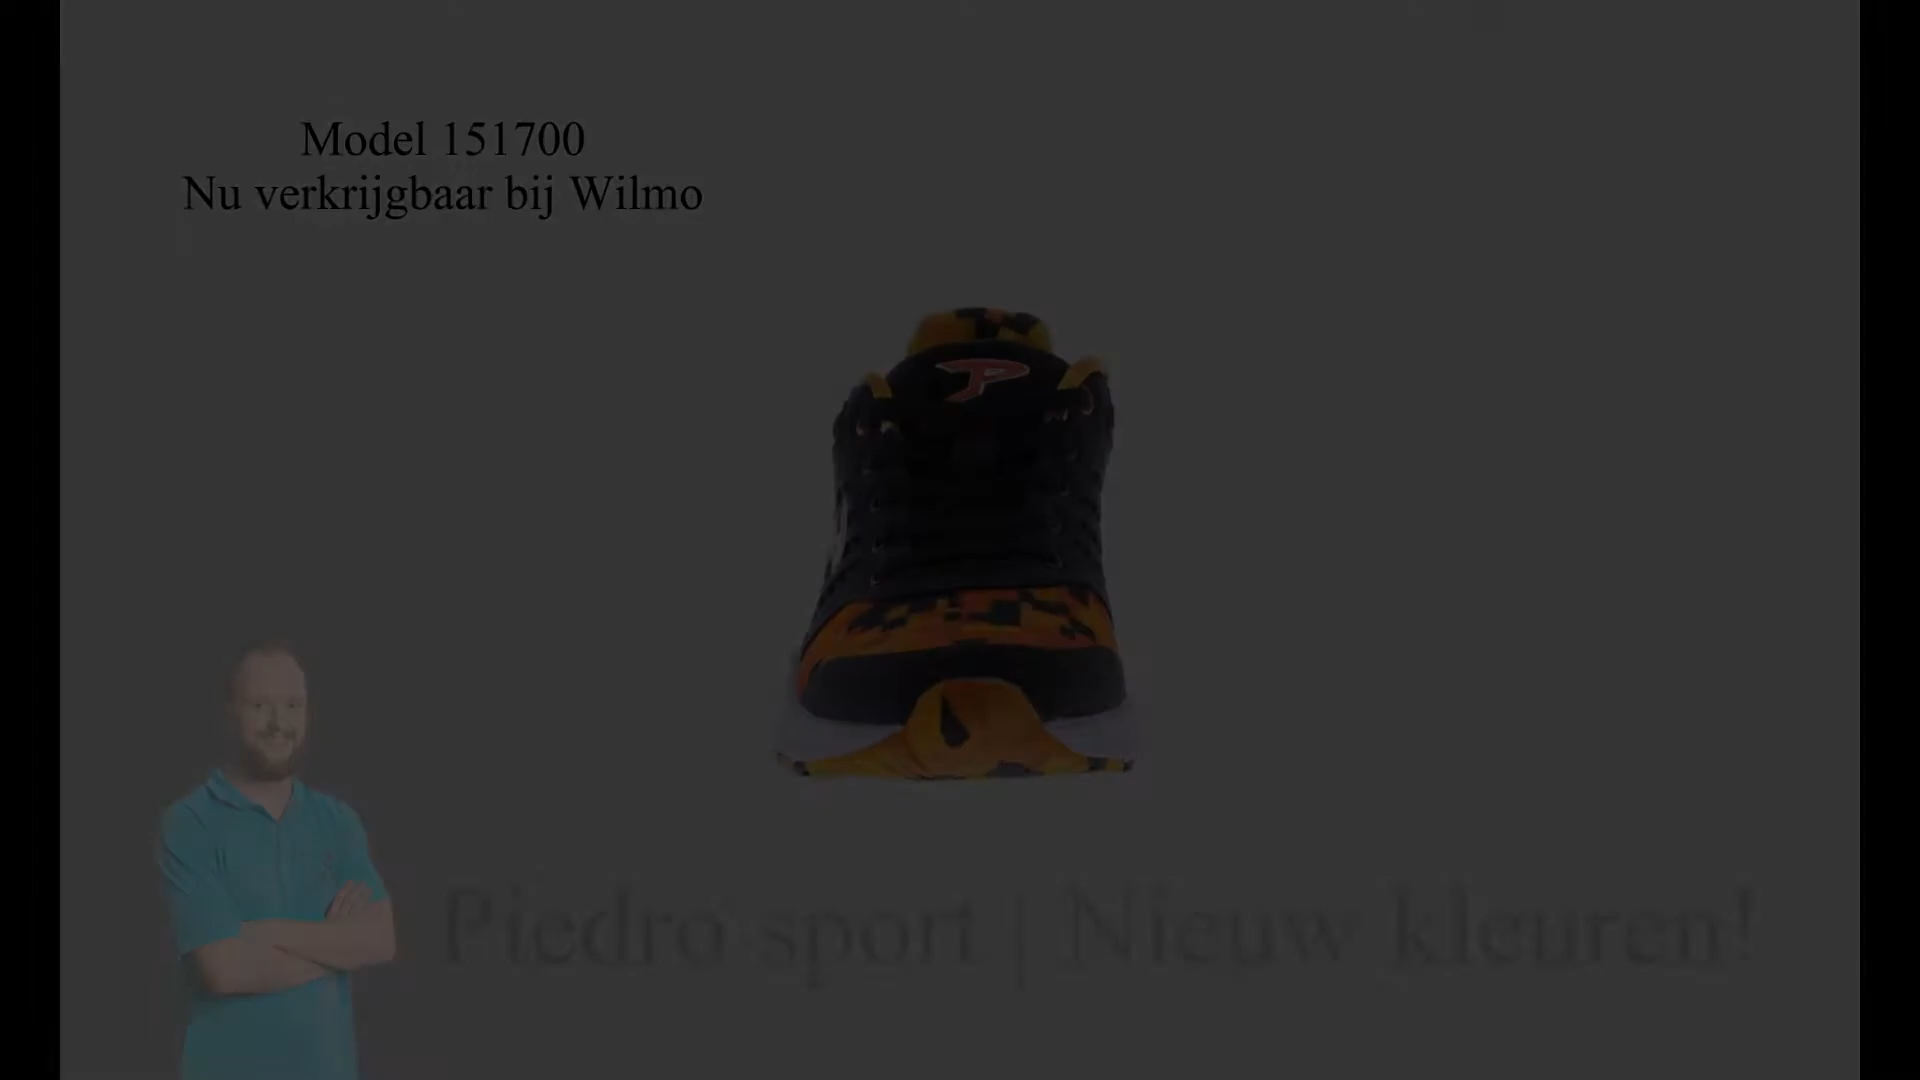 Model 151700
Nu verkrijgbaar bij Wilmo
P
Piedro sport | Nieuw kleuren!